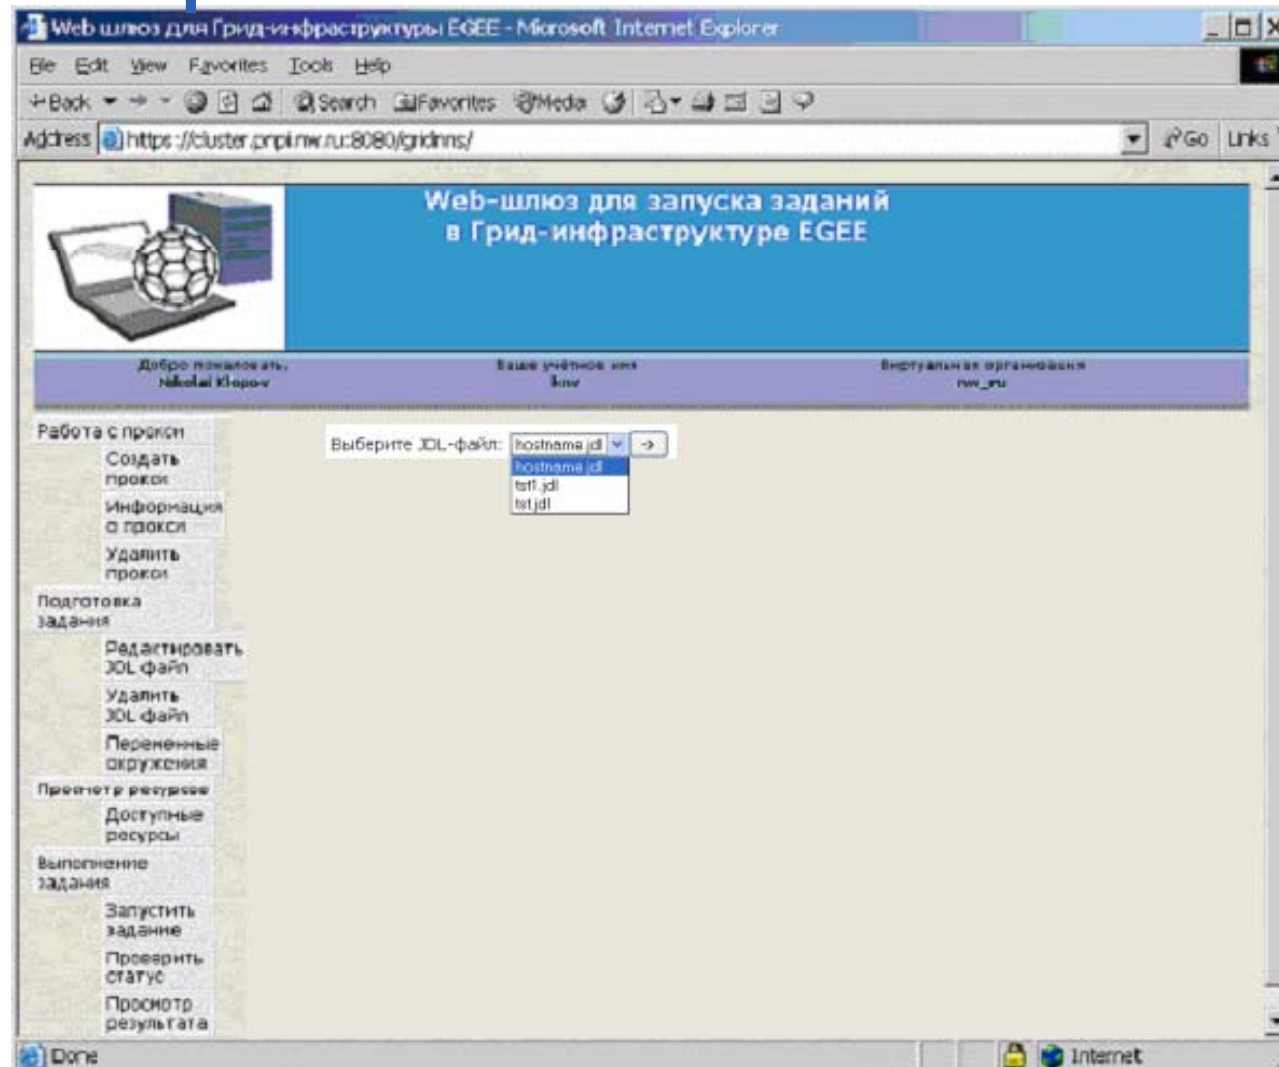 Web шлюз для Грид-инфраструктуры EGEE - Microsoft Internet Explorer
File Edit View Favorites Tools Help
Back Search Favorites Media
Address https://cluster.pnpi.nw.ru:8080/gridnns/ Go Links
Web-шлюз для запуска заданий
в Грид-инфраструктуре EGEE
Добро пожаловать,
Nikolai Klopov
Ваше учётное имя
Виртуальная организация
Работа с прокси
Создать
прокси
Информация
о прокси
Удалить
прокси
Подготовка
задания
Редактировать
JDL файл
Удалить
JDL файл
Переменные
окружения
Просмотр ресурсов
Доступные
ресурсы
Выполнение
задания
Запустить
задание
Проверить
статус
Просмотр
результата
Выберите JDL-файл: hostname.jdl ->
hostname.jdl
tst1.jdl
tst.jdl
Done Internet